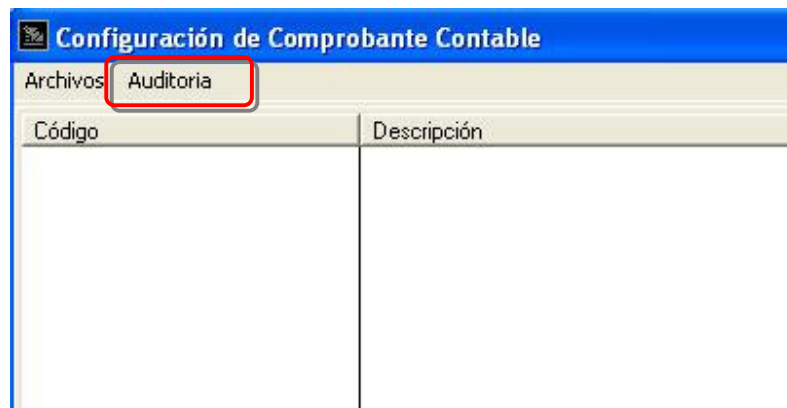 Configuración de Comprobante Contable
Archivos Auditoria
Código Descripción